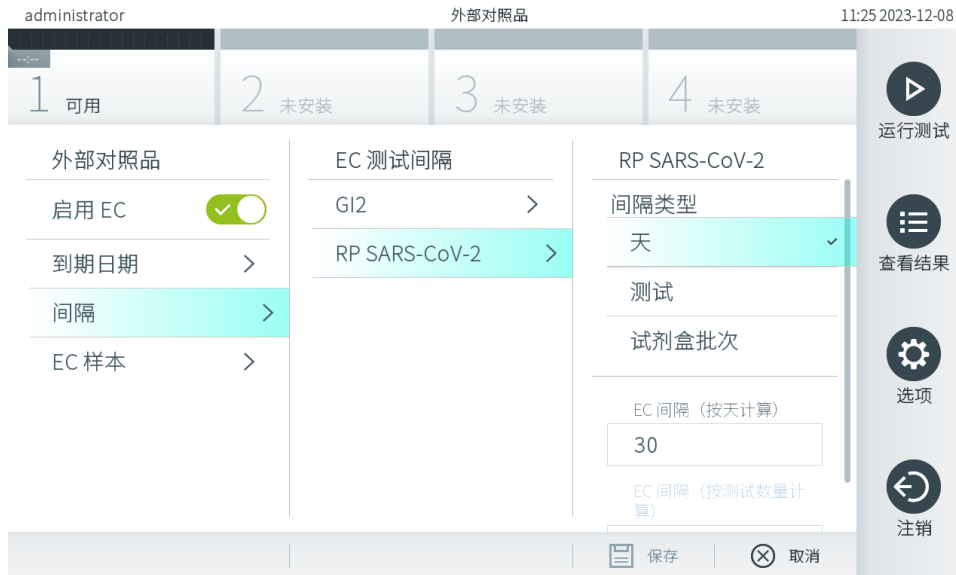 administrator
外部对照品
11:25 2023-12-08
--:--
1 可用
2 未安装
3 未安装
4 未安装
外部对照品
启用 EC
到期日期
间隔
EC 样本
EC 测试间隔
GI2
RP SARS-CoV-2
RP SARS-CoV-2
间隔类型
天
测试
试剂盒批次
EC 间隔（按天计算）
30
EC 间隔（按测试数量计
算）
保存
取消
运行测试
查看结果
选项
注销